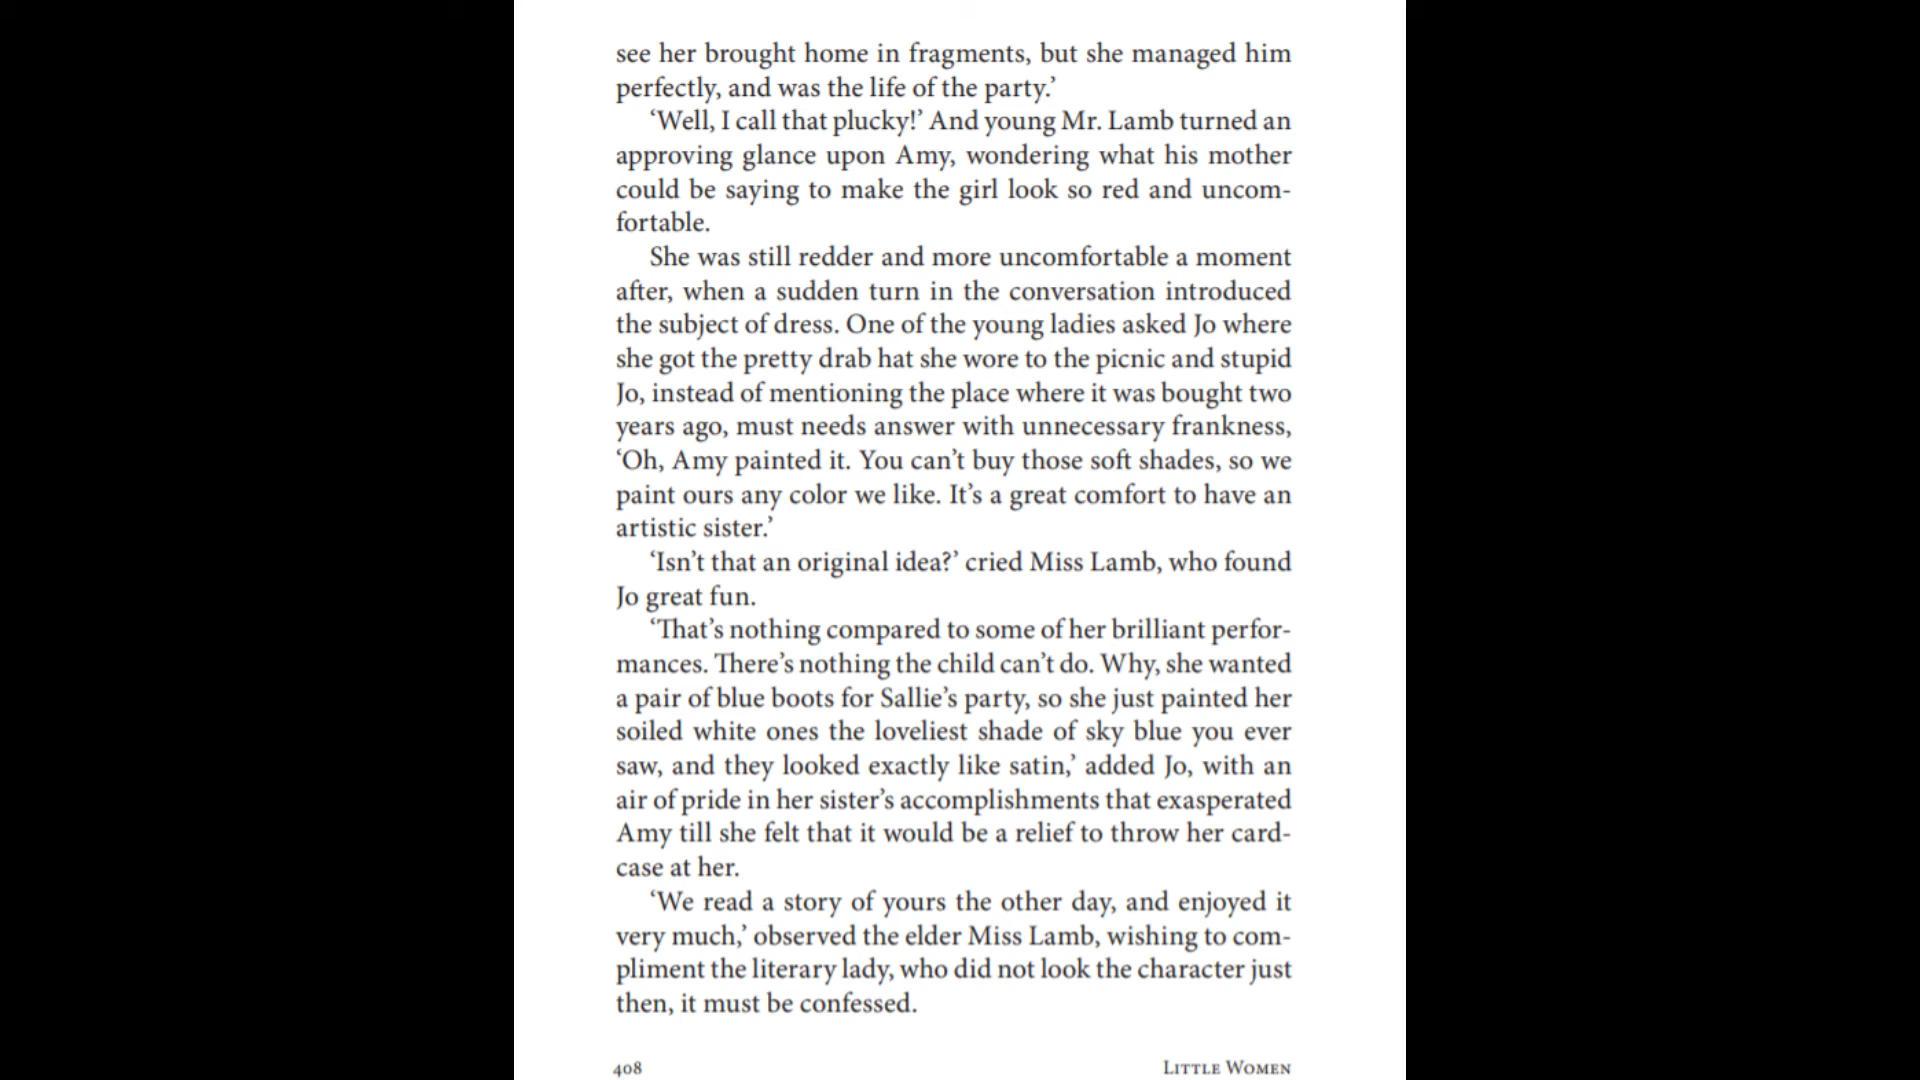 see her brought home in fragments, but she managed him
perfectly, and was the life of the party.’
‘Well, I call that plucky!’ And young Mr. Lamb turned an
approving glance upon Amy, wondering what his mother
could be saying to make the girl look so red and uncom-
fortable.
She was still redder and more uncomfortable a moment
after, when a sudden turn in the conversation introduced
the subject of dress. One of the young ladies asked Jo where
she got the pretty drab hat she wore to the picnic and stupid
Jo, instead of mentioning the place where it was bought two
years ago, must needs answer with unnecessary frankness,
‘Oh, Amy painted it. You can’t buy those soft shades, so we
paint ours any color we like. It’s a great comfort to have an
artistic sister.’
‘Isn’t that an original idea?’ cried Miss Lamb, who found
Jo great fun.
‘That’s nothing compared to some of her brilliant perfor-
mances. There’s nothing the child can’t do. Why, she wanted
a pair of blue boots for Sallie’s party, so she just painted her
soiled white ones the loveliest shade of sky blue you ever
saw, and they looked exactly like satin,’ added Jo, with an
air of pride in her sister’s accomplishments that exasperated
Amy till she felt that it would be a relief to throw her card-
case at her.
‘We read a story of yours the other day, and enjoyed it
very much,’ observed the elder Miss Lamb, wishing to com-
pliment the literary lady, who did not look the character just
then, it must be confessed.
408 Little Women